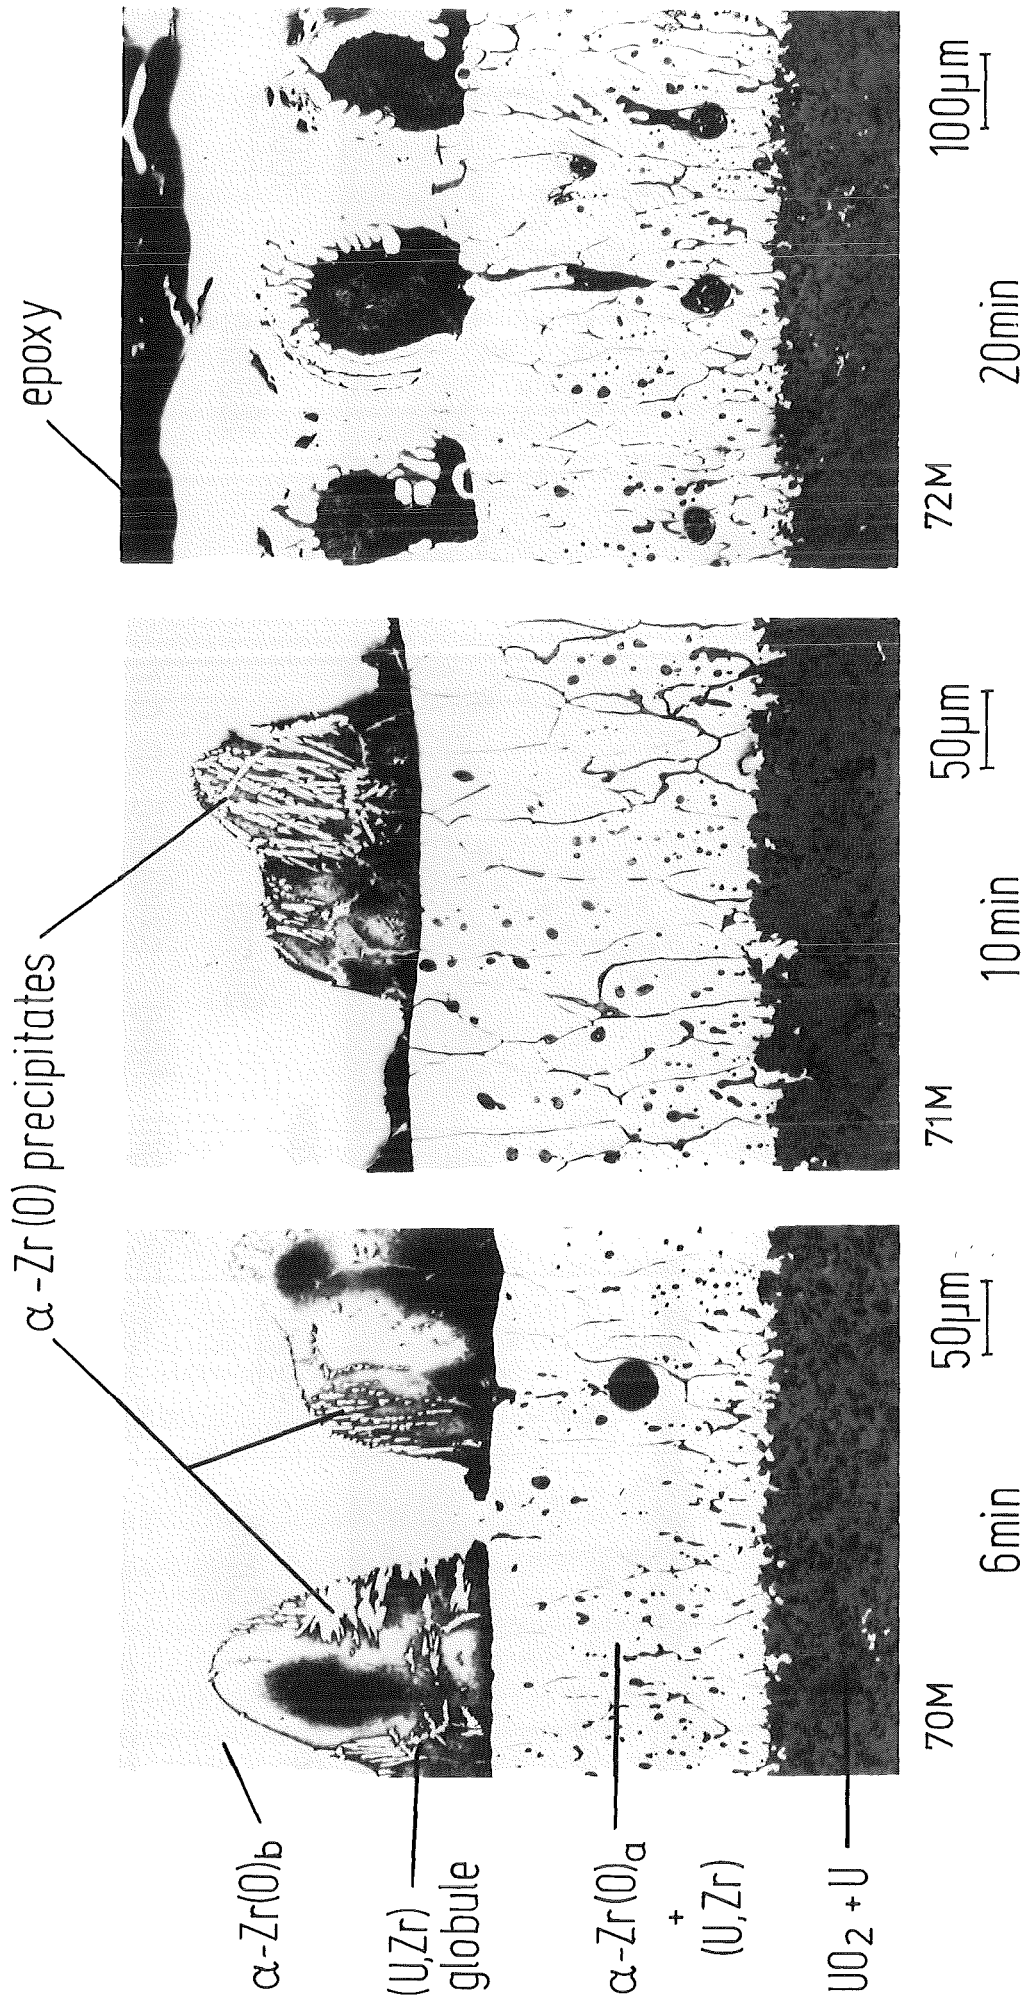 α-Zr(O) precipitates
epoxy
α-Zr(O)b
(U,Zr)
globule
α-Zr(O)a
+
(U,Zr)
UO2 + U
70M
50µm
71M
50µm
72M
100µm
6min
10min
20min